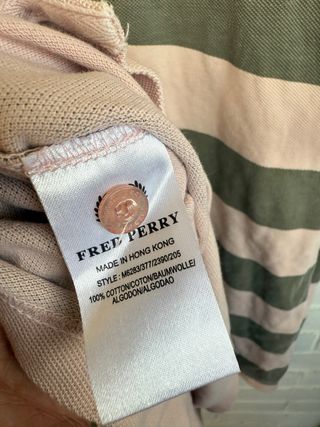 FRED PERRY
MADE IN HONG KONG
STYLE : M6283/377/2390/205
100% COTTON/COTON/BAUMWOLLE/
ALGODON/ALGODAO